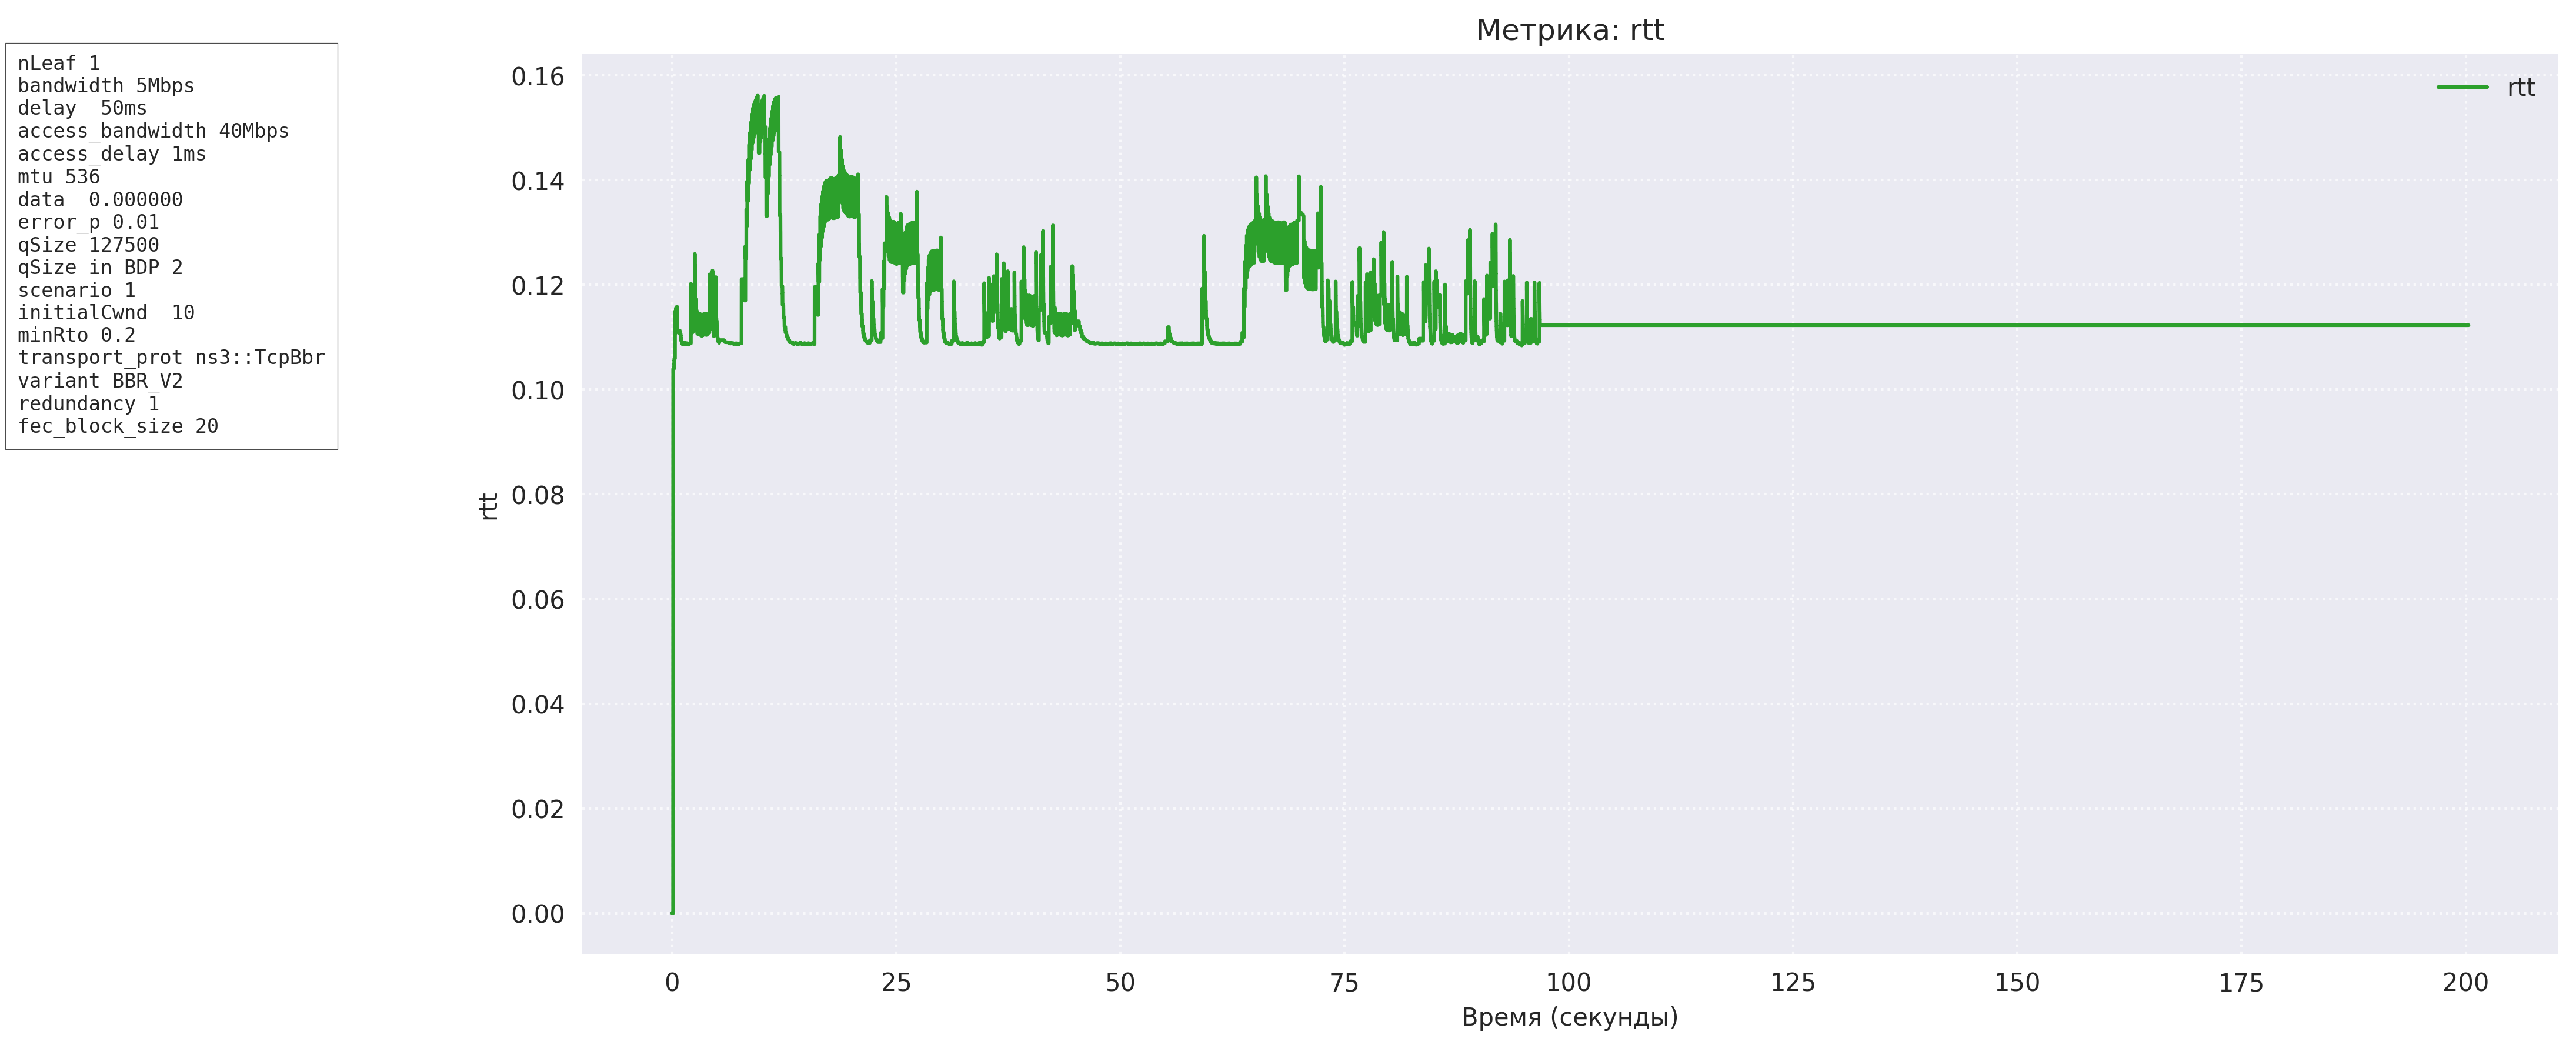 Метрика: rtt
nLeaf 1
bandwidth 5Mbps
delay  50ms
access_bandwidth 40Mbps
access_delay 1ms
mtu 536
data  0.000000
error_p 0.01
qSize 127500
qSize in BDP 2
scenario 1
initialCwnd  10
minRto 0.2
transport_prot ns3::TcpBbr
variant BBR_V2
redundancy 1
fec_block_size 20
rtt
0.16
0.14
0.12
0.10
0.08
0.06
0.04
0.02
0.00
rtt
0 25 50 75 100 125 150 175 200
Время (секунды)